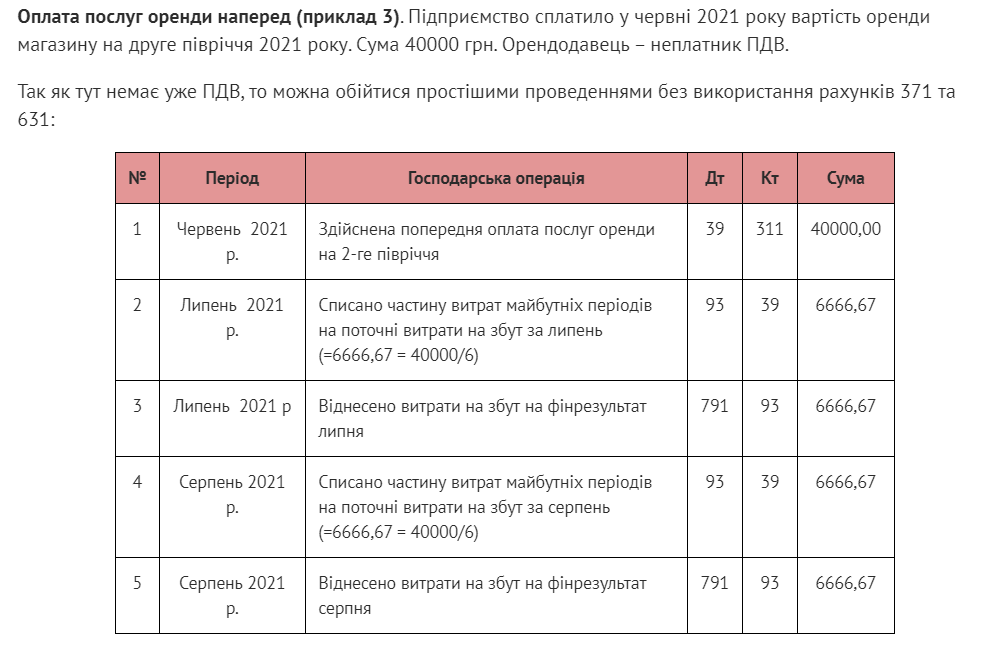 Оплата послуг оренди наперед (приклад 3). Підприємство сплатило у червні 2021 року вартість оренди
магазину на друге півріччя 2021 року. Сума 40000 грн. Орендодавець – неплатник ПДВ.
Так як тут немає уже ПДВ, то можна обійтися простішими проведеннями без використання рахунків 371 та
631:
№ Період Господарська операція Дт Кт Сума
1 Червень 2021 Здійснена попередня оплата послуг оренди 39 311 40000,00
р. на 2-ге півріччя
2 Липень 2021 Списано частину витрат майбутніх періодів 93 39 6666,67
р. на поточні витрати на збут за липень
(=6666,67 = 40000/6)
3 Липень 2021 р Віднесено витрати на збут на фінрезультат 791 93 6666,67
липня
4 Серпень 2021 Списано частину витрат майбутніх періодів 93 39 6666,67
р. на поточні витрати на збут за серпень
(=6666,67 = 40000/6)
5 Серпень 2021 Віднесено витрати на збут на фінрезультат 791 93 6666,67
р. серпня